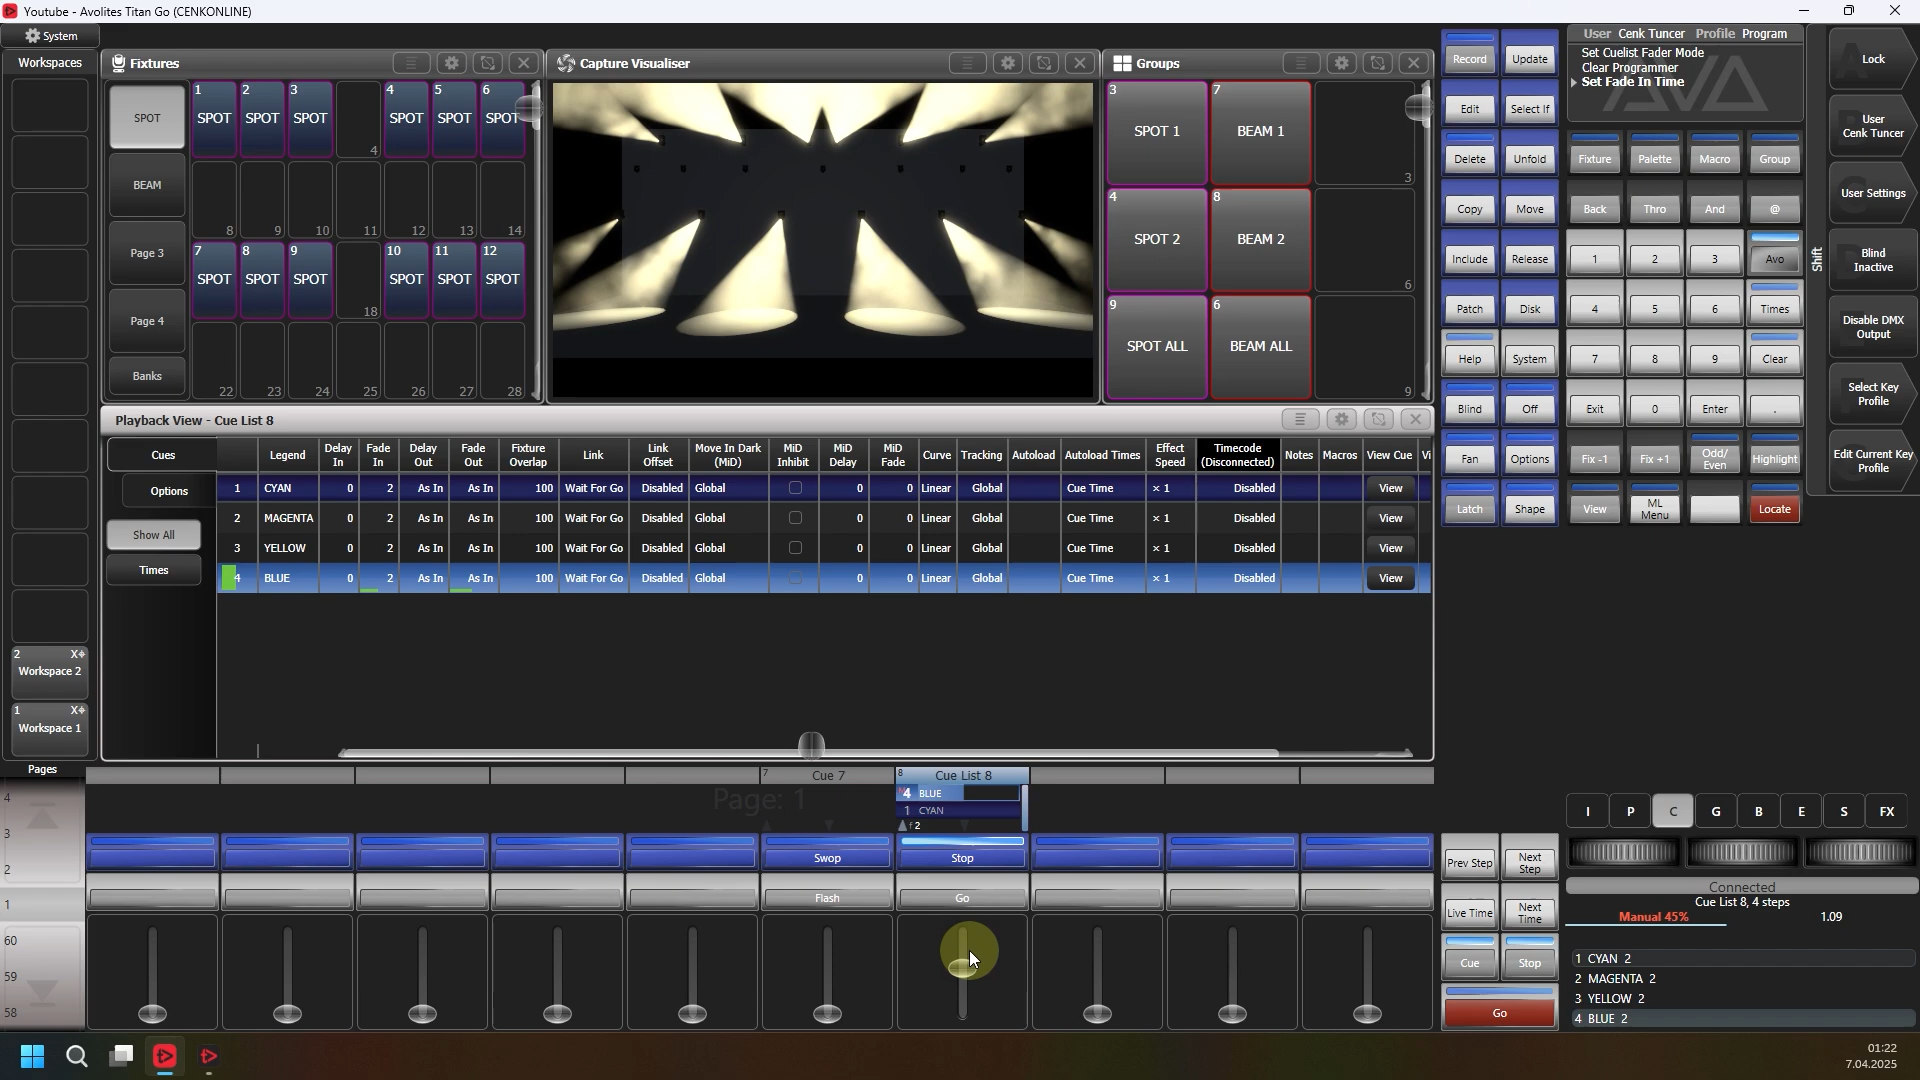 Youtube - Avolites Titan Go (CENKONLINE)
System
Workspaces
2 X
Workspace 2
1 X
Workspace 1
Pages
Fixtures
SPOT
BEAM
Page 3
Page 4
Banks
1 2 3 4 5 6
SPOT SPOT SPOT SPOT SPOT SPOT
4
8 9 10 11 12 13 14
7 8 9 10 11 12
SPOT SPOT SPOT SPOT SPOT SPOT
18
22 23 24 25 26 27 28
Capture Visualiser
Groups
3 7
SPOT 1 BEAM 1
3
4 8
SPOT 2 BEAM 2
6
9 6
SPOT ALL BEAM ALL
9
Playback View - Cue List 8
Cues
Options
Show All
Times
Legend Delay In Fade In Delay Out Fade Out Fixture Overlap Link Link Offset Move In Dark (MiD) MiD Inhibit MiD Delay MiD Fade Curve Tracking Autoload Autoload Times Effect Speed Timecode (Disconnected) Notes Macros View Cue Vi
1 CYAN 0 2 As In As In 100 Wait For Go Disabled Global 0 0 Linear Global Cue Time × 1 Disabled View
2 MAGENTA 0 2 As In As In 100 Wait For Go Disabled Global 0 0 Linear Global Cue Time × 1 Disabled View
3 YELLOW 0 2 As In As In 100 Wait For Go Disabled Global 0 0 Linear Global Cue Time × 1 Disabled View
4 BLUE 0 2 As In As In 100 Wait For Go Disabled Global 0 0 Linear Global Cue Time × 1 Disabled View
4
3
2
1
60
59
58
Page: 1
7 Cue 7
8 Cue List 8
4 BLUE
1 CYAN
f 2
Swop Stop
Flash Go
Record Update
Edit Select If
Delete Unfold
Copy Move
Include Release
Patch Disk
Help System
Blind Off
Fan Options
Latch Shape
User Cenk Tuncer Profile Program
Set Cuelist Fader Mode
Clear Programmer
Set Fade In Time
Fixture Palette Macro Group
Back Thro And @
1 2 3 Avo
4 5 6 Times
7 8 9 Clear
Exit 0 Enter .
Fix -1 Fix +1 Odd/Even Highlight
View ML Menu Locate
Shift
Lock
User
Cenk Tuncer
User Settings
Blind
Inactive
Disable DMX
Output
Select Key
Profile
Edit Current Key
Profile
I P C G B E S FX
Prev Step Next Step
Live Time Next Time
Cue Stop
Go
Connected
Cue List 8, 4 steps
Manual 45% 1.09
1 CYAN 2
2 MAGENTA 2
3 YELLOW 2
4 BLUE 2
01:22
7.04.2025